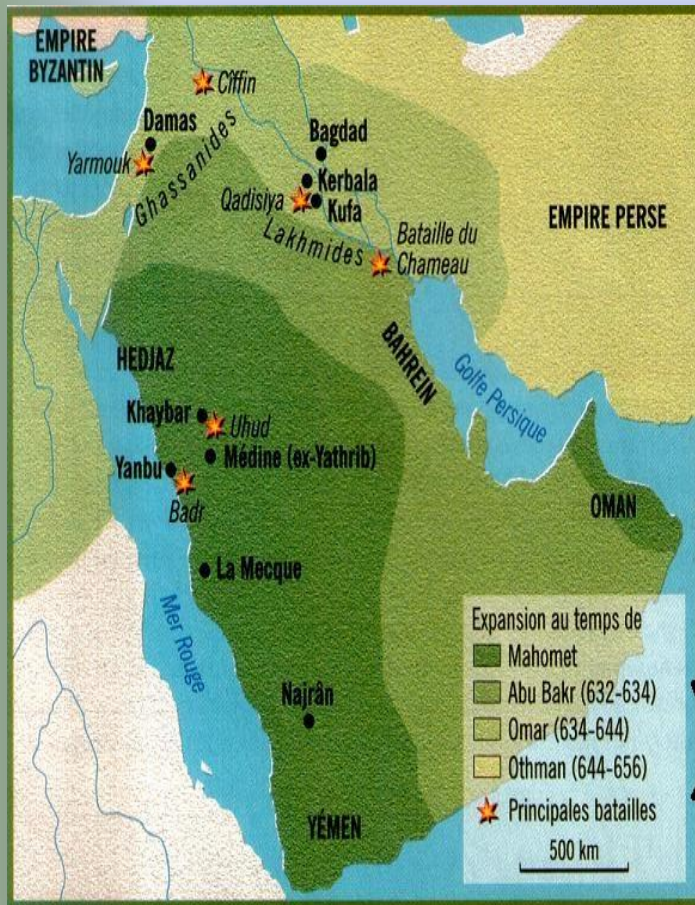 EMPIRE
BYZANTIN
Cîffin
Damas
Bagdad
Yarmouk
Ghassanides
Kerbala
Qadisiya
Kufa
EMPIRE PERSE
Lakhmides
Bataille du
Chameau
HEDJAZ
BAHREIN
Golfe Persique
Khaybar
Uhud
Médine (ex-Yathrib)
Yanbu
Badr
OMAN
La Mecque
Mer Rouge
Najrân
YÉMEN
Expansion au temps de
Mahomet
Abu Bakr (632-634)
Omar (634-644)
Othman (644-656)
Principales batailles
500 km